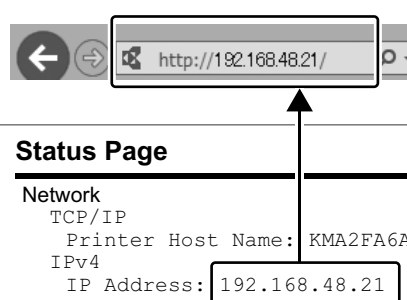 http://192.168.48.21/
Status Page
Network
TCP/IP
Printer Host Name: KMA2FA6A
IPv4
IP Address: 192.168.48.21